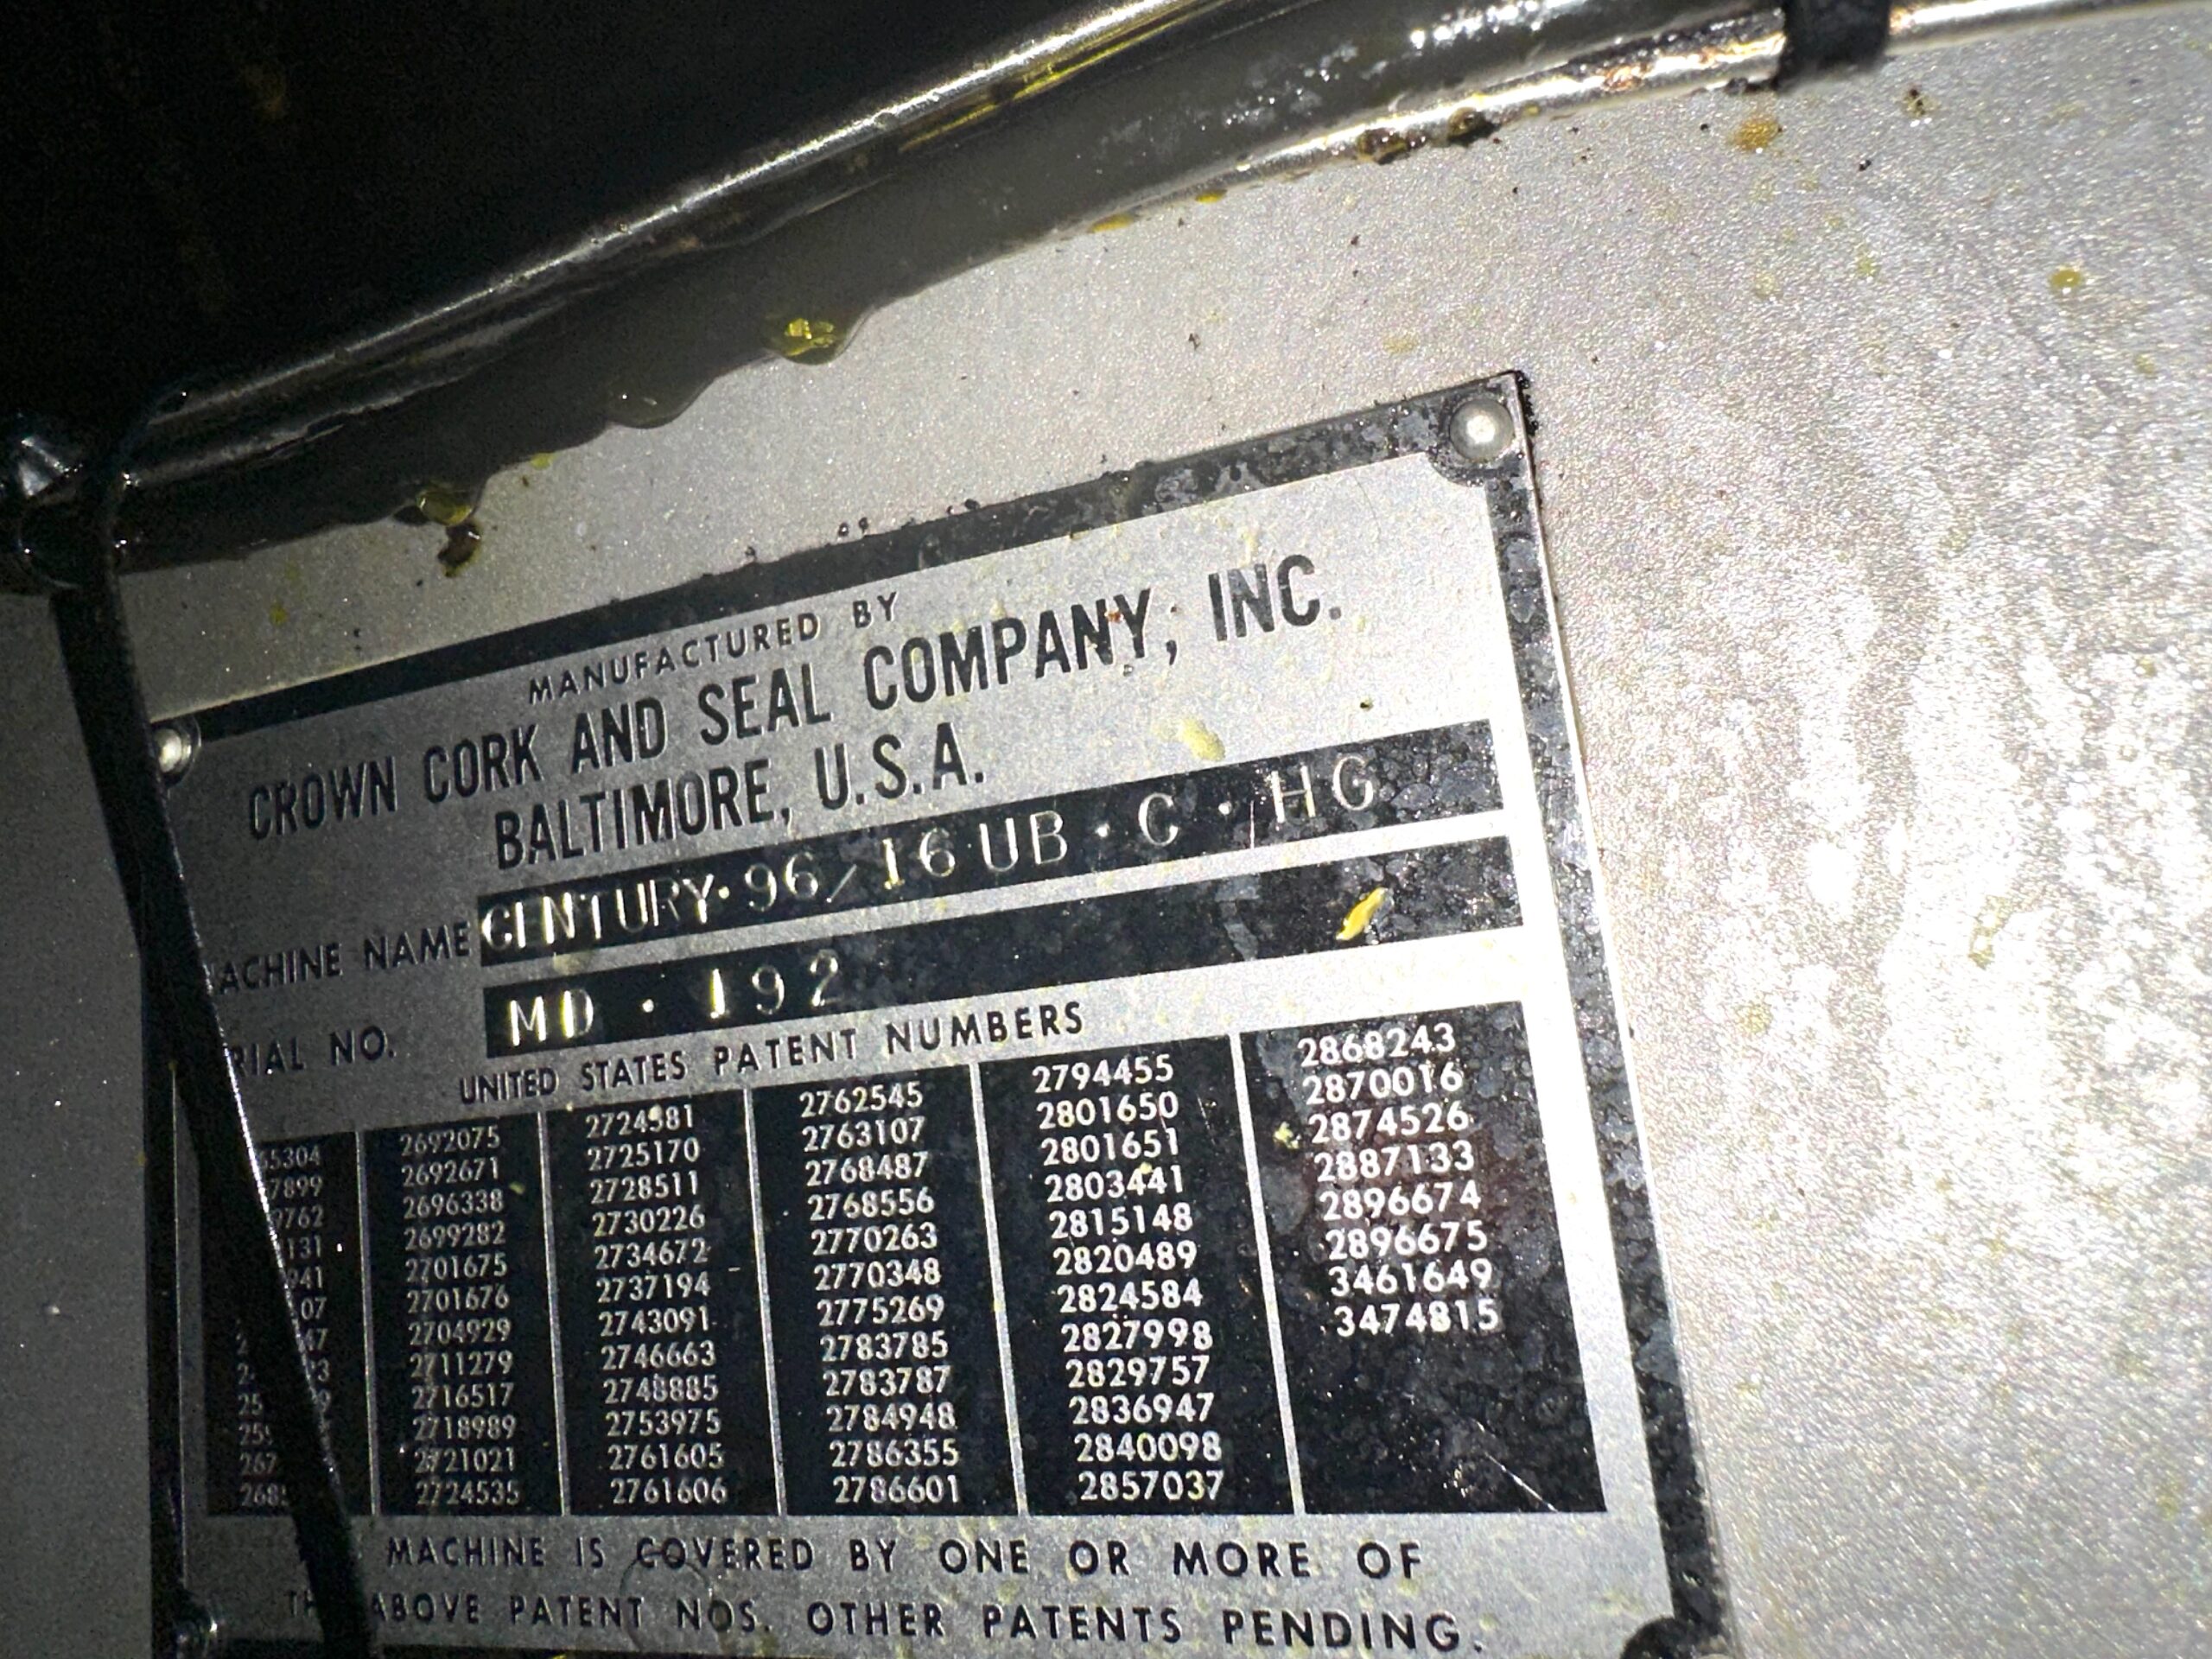 MANUFACTURED BY
CROWN CORK AND SEAL COMPANY, INC.
BALTIMORE, U.S.A.
MACHINE NAME CENTURY·96/16UB·C·HG
NO. MD·192
UNITED STATES PATENT NUMBERS
2692075 2724581 2762545 2794455 2868243
2692671 2725170 2763107 2801650 2870016
2696338 2728511 2768487 2801651 2874526
2699282 2730226 2768556 2803441 2887133
2701675 2734672 2770263 2815148 2896674
2701676 2737194 2770348 2820489 2896675
2704929 2743091 2775269 2824584 3461649
2711279 2746663 2783785 2827998 3474815
2716517 2748885 2783787 2829757
2718989 2753975 2784948 2836947
2721021 2761605 2786355 2840098
2724535 2761606 2786601 2857037
MACHINE IS COVERED BY ONE OR MORE OF
ABOVE PATENT NOS. OTHER PATENTS PENDING.